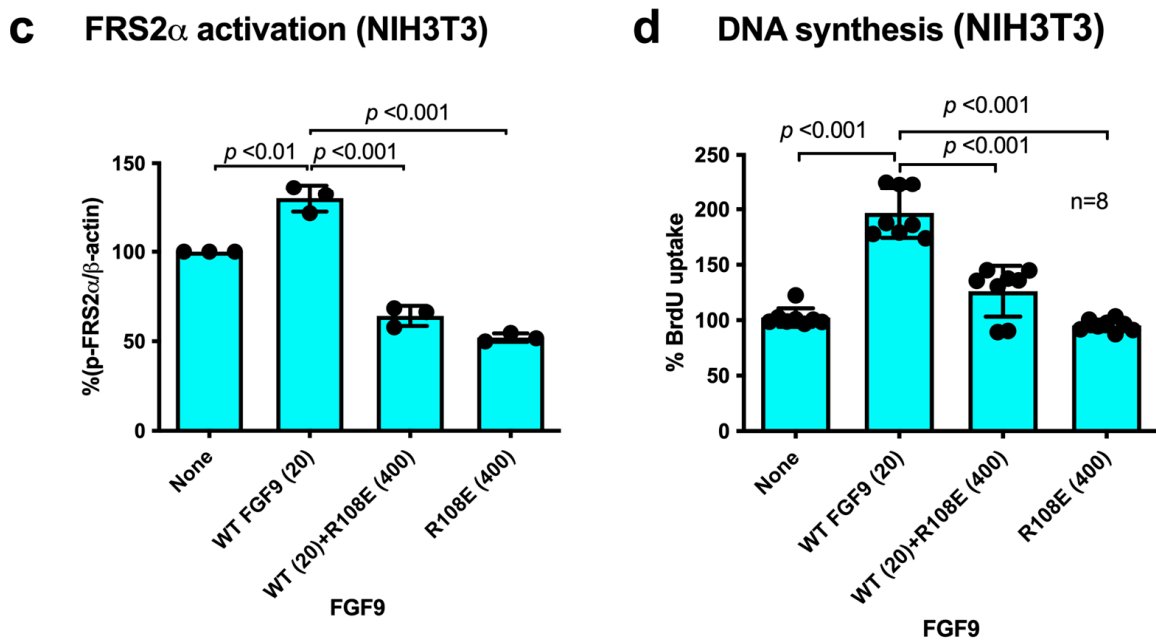 c FRS2α activation (NIH3T3)
p <0.001
p <0.01 p <0.001
150
100
50
0
%(p-FRS2α/β-actin)
None
WT FGF9 (20)
WT (20)+R108E (400)
R108E (400)
FGF9
d DNA synthesis (NIH3T3)
p <0.001
p <0.001
p <0.001
n=8
250
200
150
100
50
0
% BrdU uptake
None
WT FGF9 (20)
WT (20)+R108E (400)
R108E (400)
FGF9